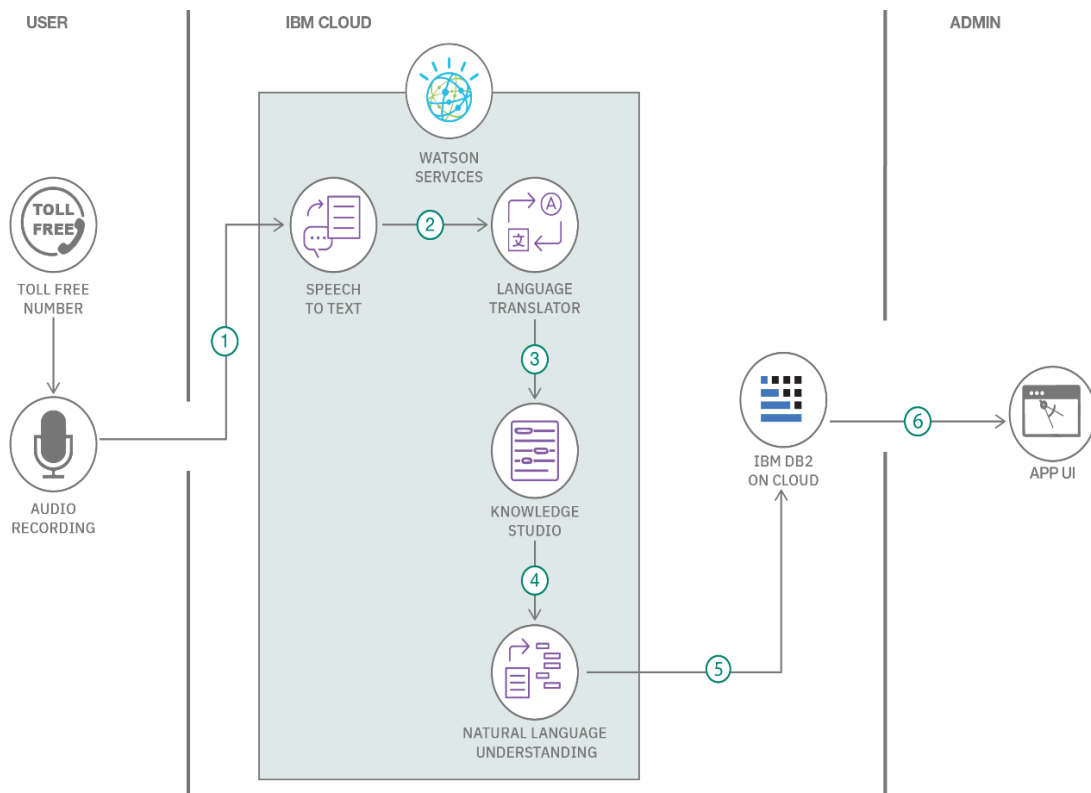 USER
IBM CLOUD
ADMIN
WATSON
SERVICES
TOLL
FREE
TOLL FREE
NUMBER
1
AUDIO
RECORDING
SPEECH
TO TEXT
2
A
文
LANGUAGE
TRANSLATOR
3
KNOWLEDGE
STUDIO
4
NATURAL LANGUAGE
UNDERSTANDING
5
IBM DB2
ON CLOUD
6
APP UI